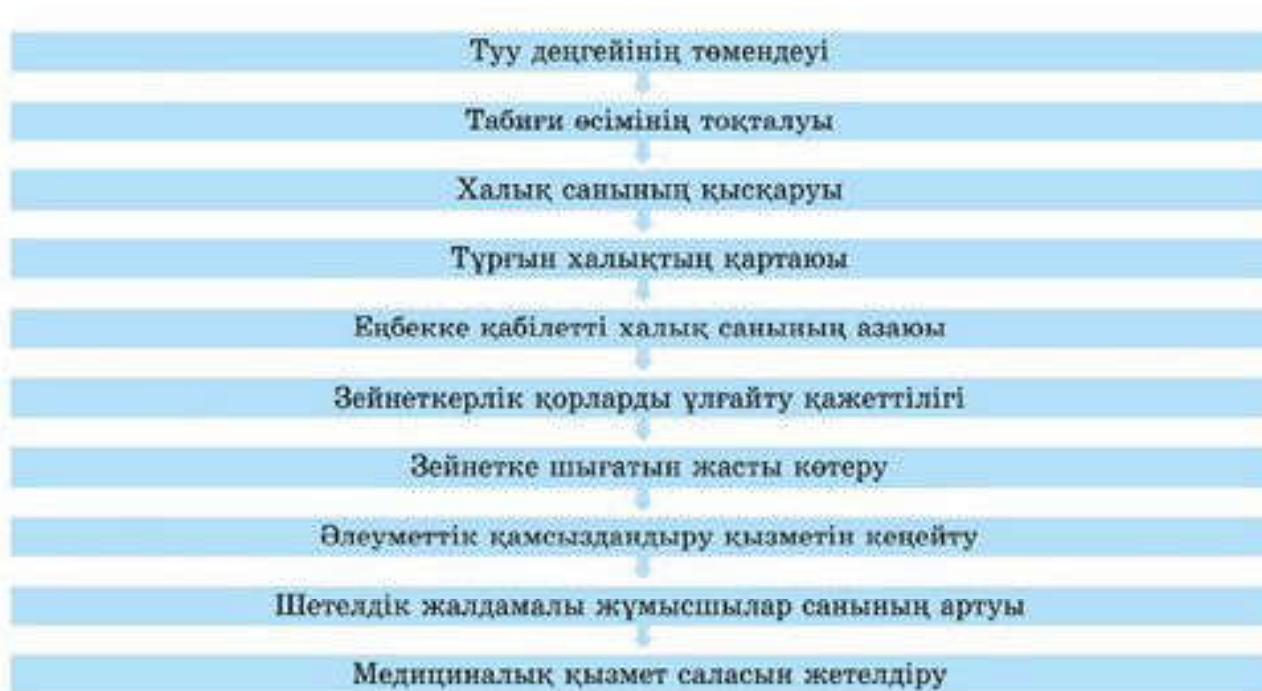 Туу деңгейінің төмендеуі
Табиғи өсімінің тоқталуы
Халық санының қысқаруы
Тұрғын халықтың қартаюы
Еңбекке қабілетті халық санының азаюы
Зейнеткерлік қорларды ұлғайту қажеттілігі
Зейнетке шығатын жасты көтеру
Әлеуметтік қамсыздандыру қызметін кеңейту
Шетелдік жалдамалы жұмысшылар санының артуы
Медициналық қызмет саласын жетелдіру